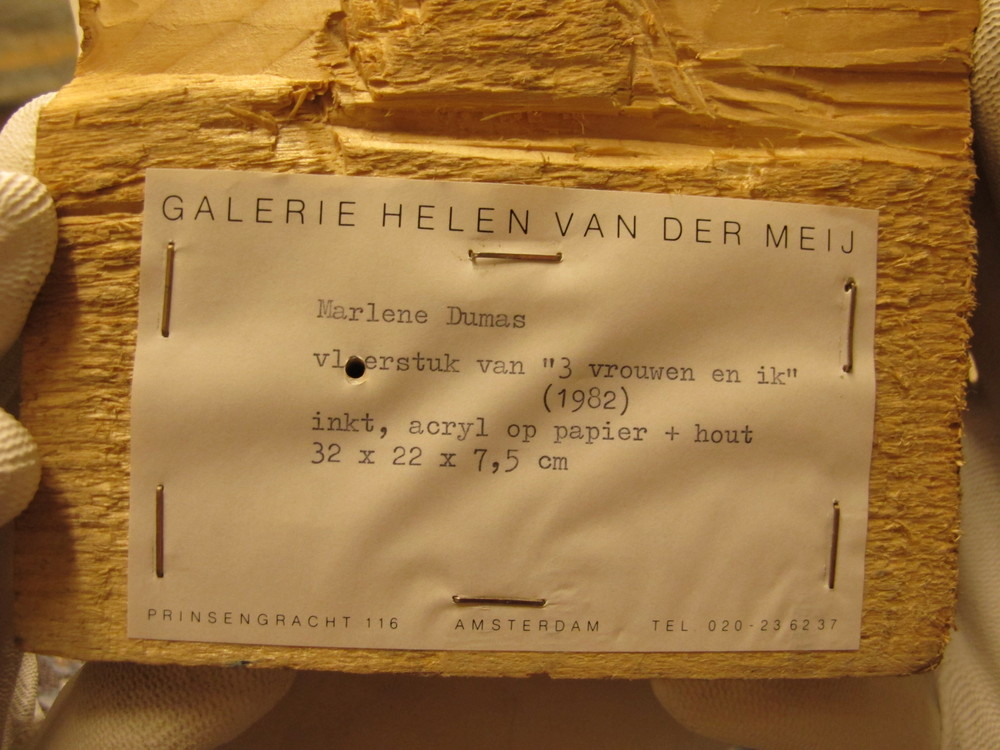 GALERIE HELEN VAN DER MEIJ
Marlene Dumas
vloerstuk van "3 vrouwen en ik"
(1982)
inkt, acryl op papier + hout
32 x 22 x 7,5 cm
PRINSENGRACHT 116 AMSTERDAM TEL. 020-236237